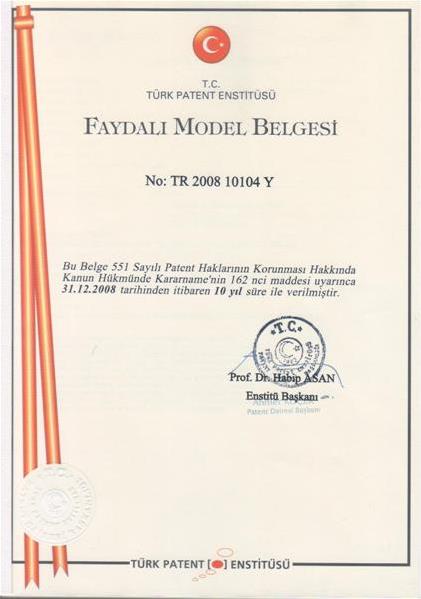 T.C.
TÜRK PATENT ENSTİTÜSÜ
FAYDALI MODEL BELGESİ
No: TR 2008 10104 Y
Bu Belge 551 Sayılı Patent Haklarının Korunması Hakkında
Kanun Hükmünde Kararname'nin 162 nci maddesi uyarınca
31.12.2008 tarihinden itibaren 10 yıl süre ile verilmiştir.
T.C.
Prof. Dr. Habip ASAN
Enstitü Başkanı
Patent Dairesi Başkanı
TÜRK PATENT ENSTİTÜSÜ